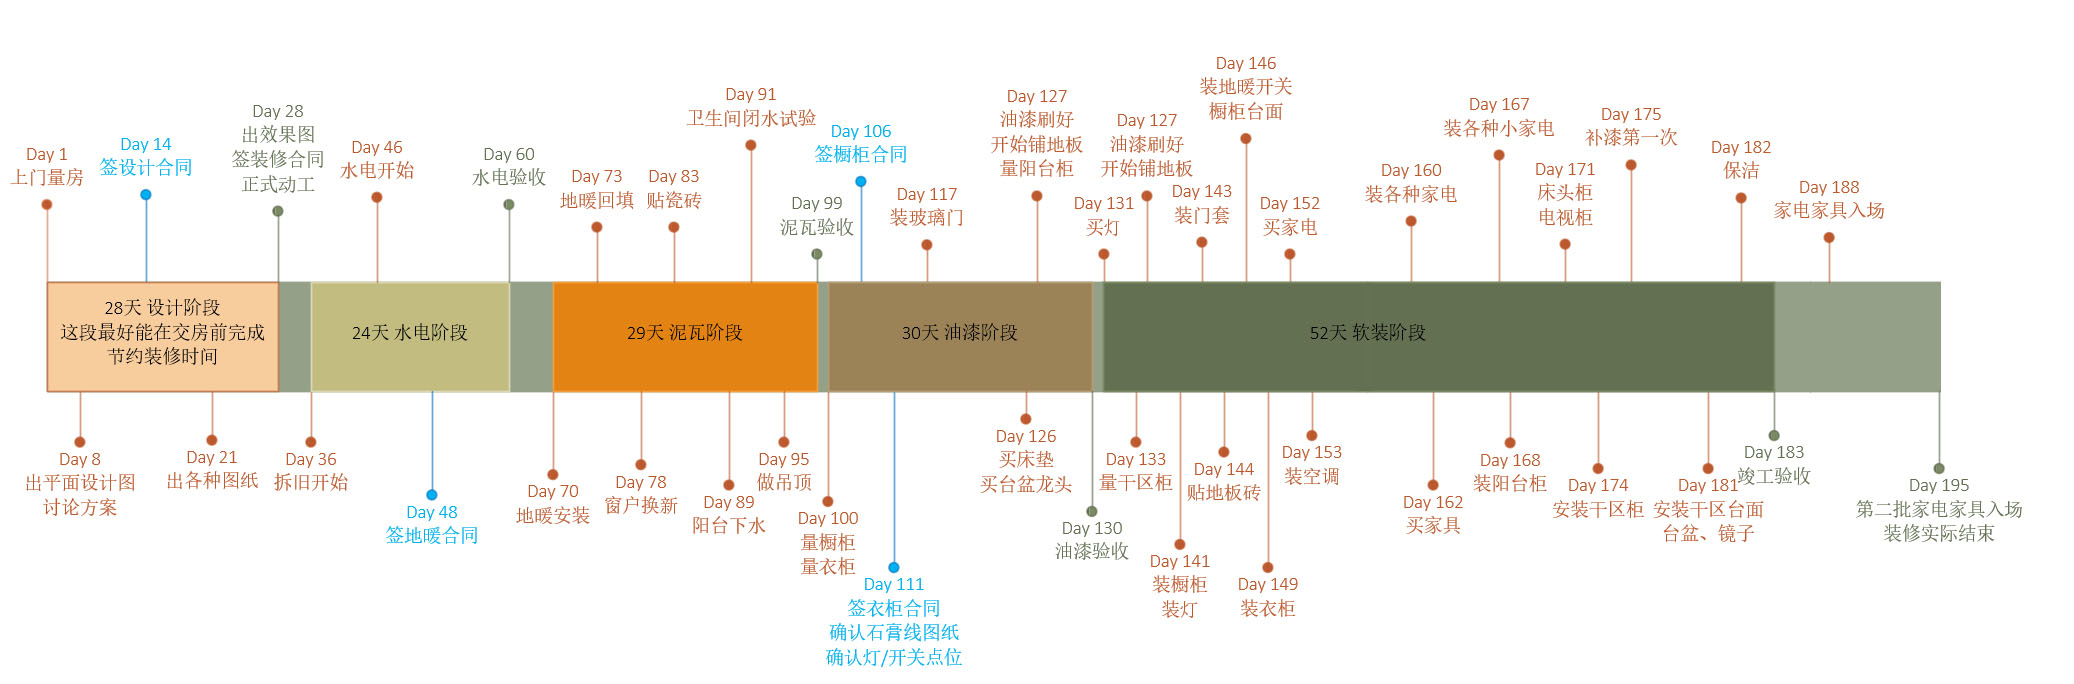 Day 1
上门量房
Day 14
签设计合同
Day 28
出效果图
签装修合同
正式动工
Day 46
水电开始
Day 60
水电验收
Day 73
地暖回填
Day 83
贴瓷砖
Day 91
卫生间闭水试验
Day 99
泥瓦验收
Day 106
签橱柜合同
Day 117
装玻璃门
Day 127
油漆刷好
开始铺地板
量阳台柜
Day 131
买灯
Day 127
油漆刷好
开始铺地板
Day 143
装门套
Day 146
装地暖开关
橱柜台面
Day 152
买家电
Day 160
装各种家电
Day 167
装各种小家电
Day 171
床头柜
电视柜
Day 175
补漆第一次
Day 182
保洁
Day 188
家电家具入场
28天 设计阶段
这段最好能在交房前完成
节约装修时间
24天 水电阶段
29天 泥瓦阶段
30天 油漆阶段
52天 软装阶段
Day 8
出平面设计图
讨论方案
Day 21
出各种图纸
Day 36
拆旧开始
Day 48
签地暖合同
Day 70
地暖安装
Day 78
窗户换新
Day 89
阳台下水
Day 95
做吊顶
Day 100
量橱柜
量衣柜
Day 111
签衣柜合同
确认石膏线图纸
确认灯/开关点位
Day 126
买床垫
买台盆龙头
Day 130
油漆验收
Day 133
量干区柜
Day 141
装橱柜
装灯
Day 144
贴地板砖
Day 149
装衣柜
Day 153
装空调
Day 162
买家具
Day 168
装阳台柜
Day 174
安装干区柜
Day 181
安装干区台面
台盆、镜子
Day 183
竣工验收
Day 195
第二批家电家具入场
装修实际结束